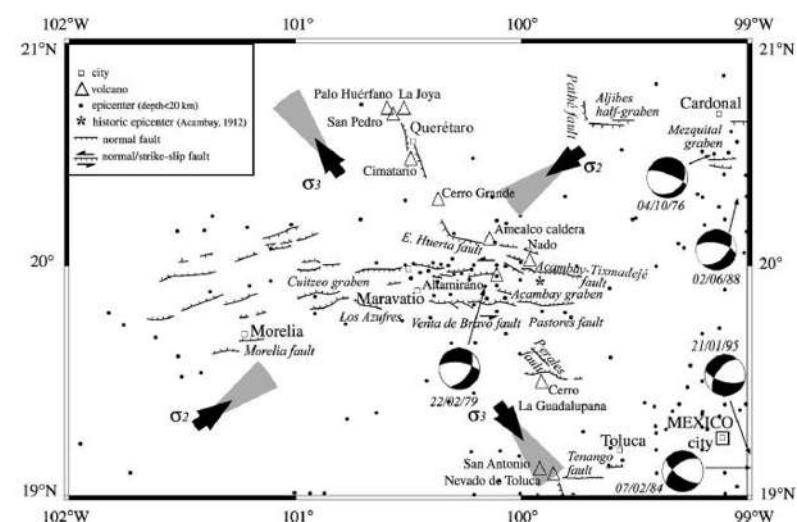 102°W
101°W
100°W
99°W
21°N
21°N
city
volcano
epicenter (depth<20 km)
historic epicenter (Acambay, 1912)
normal fault
normal/strike-slip fault
Palo Huérfano
La Joya
San Pedro
Querétaro
Cimatario
Cerro Grande
σ3
σ2
Pathé fault
Aljibes
half-graben
Cardonal
Mezquital
graben
04/10/76
02/06/88
Amealco caldera
E. Huerta fault
Nado
20°
20°
Acambay-Tixmadejé
fault
Cuitzeo graben
Altamirano
Maravatio
Acambay graben
Los Azufres
Venta de Bravo fault
Pastores fault
Morelia
Morelia fault
21/01/95
Perales
fault
22/02/79
Cerro
La Guadalupana
σ2
σ3
MEXICO
city
Toluca
San Antonio
Tenango
fault
Nevado de Toluca
07/02/84
19°N
19°N
102°W
101°
100°
99°W